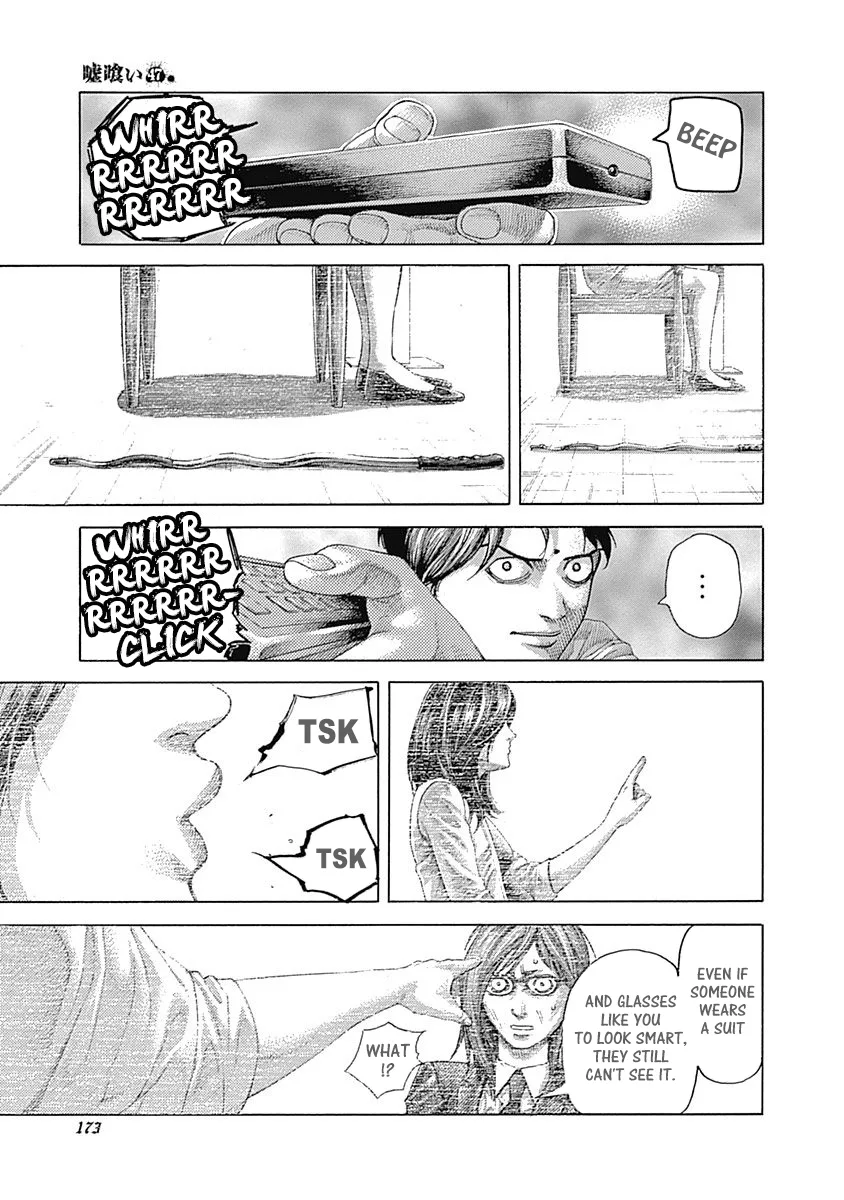 嘘喰い
BEEP
WHIRR
RRRRRR
RRRRRR
...
WHIRR
RRRRRR
RRRRRR-
CLICK
TSK
TSK
EVEN IF
SOMEONE
WEARS
A SUIT
AND GLASSES
LIKE YOU
TO LOOK SMART,
THEY STILL
CAN'T SEE IT.
WHAT
!?
173